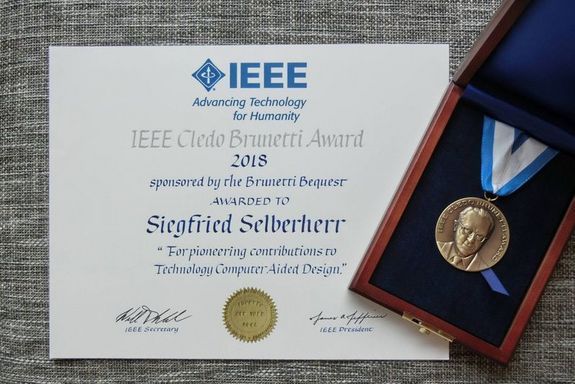 IEEE
Advancing Technology
for Humanity
IEEE Cledo Brunetti Award
2018
sponsored by the Brunetti Bequest
AWARDED TO
Siegfried Selberherr
“For pioneering contributions to
Technology Computer Aided Design.”
IEEE Secretary
IEEE President